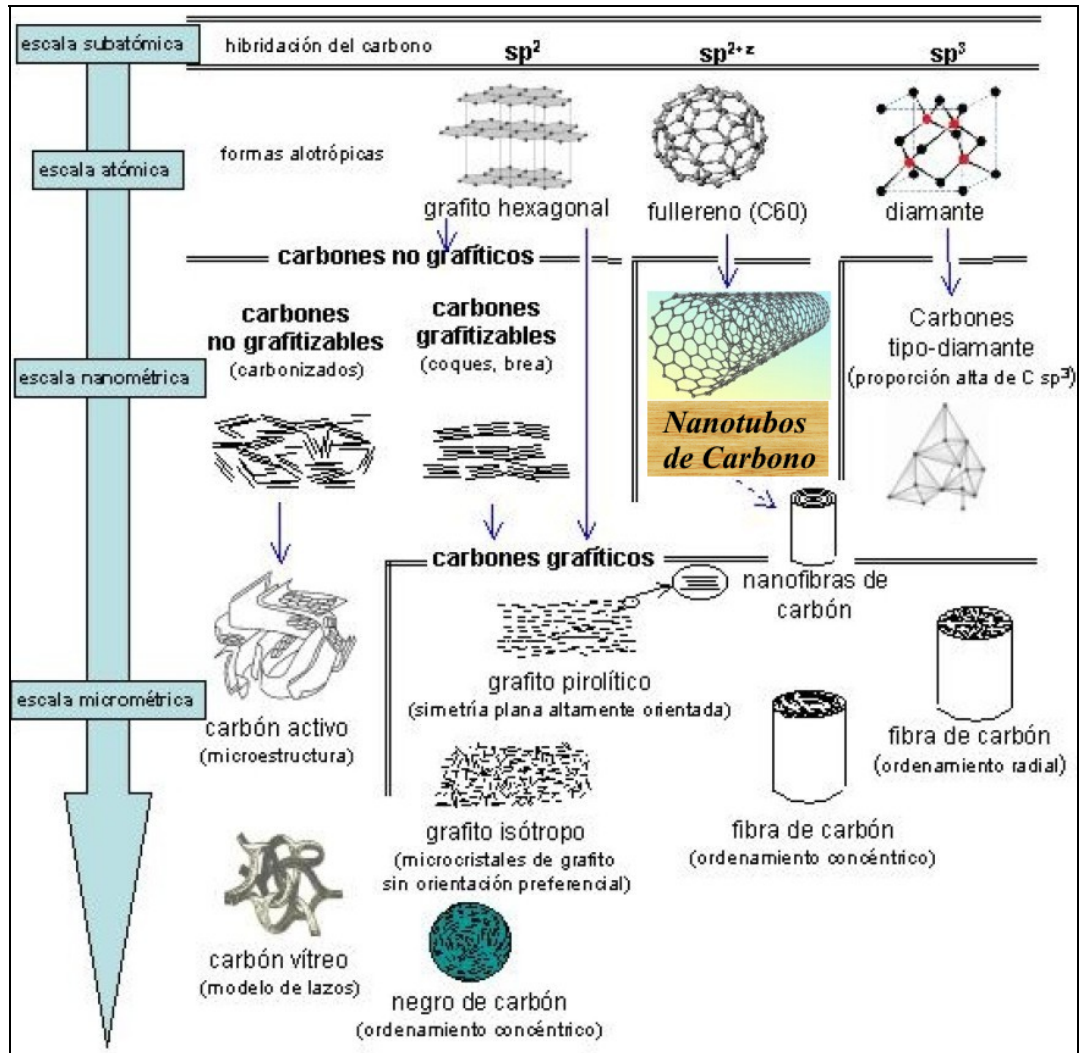 escala subatómica
hibridación del carbono
sp²
sp²⁺ᶻ
sp³
escala atómica
formas alotrópicas
grafito hexagonal
fullereno (C60)
diamante
carbones no grafíticos
carbones
no grafitizables
(carbonizados)
carbones
grafitizables
(coques, brea)
Carbones
tipo-diamante
(proporción alta de C sp³)
escala nanométrica
Nanotubos
de Carbono
carbones grafíticos
nanofibras de
carbón
grafito pirolítico
(simetría plana altamente orientada)
escala micrométrica
carbón activo
(microestructura)
fibra de carbón
(ordenamiento radial)
grafito isótropo
(microcristales de grafito
sin orientación preferencial)
fibra de carbón
(ordenamiento concéntrico)
carbón vítreo
(modelo de lazos)
negro de carbón
(ordenamiento concéntrico)